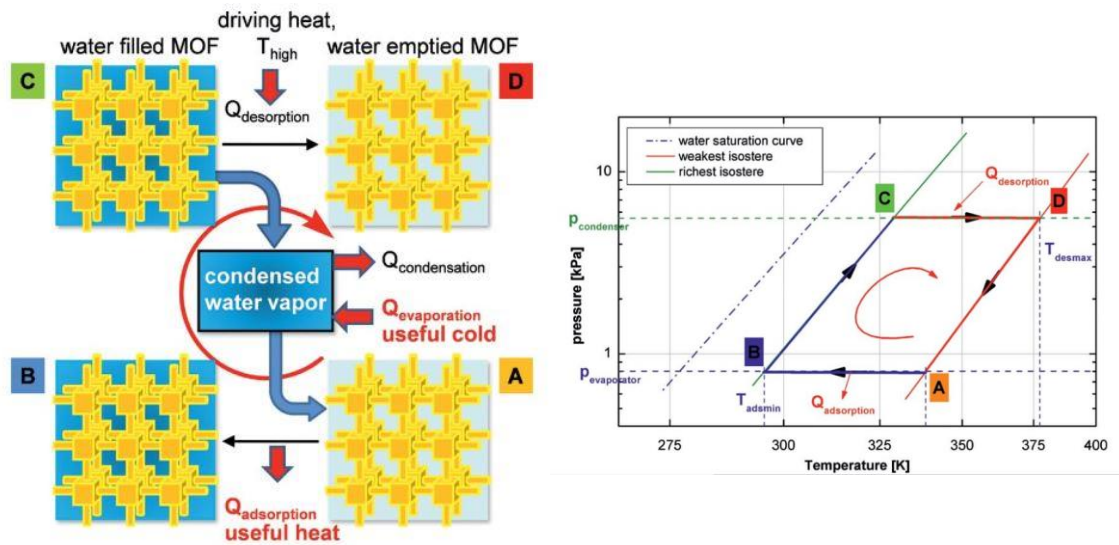 driving heat,
T_high
water filled MOF
water emptied MOF
C
D
Q_desorption
condensed
water vapor
Q_condensation
Q_evaporation
useful cold
B
A
Q_adsorption
useful heat
water saturation curve
weakest isostere
richest isostere
10
1
pressure [kPa]
p_condenser
p_evaporator
C
Q_desorption
D
T_desmax
B
T_adsmin
Q_adsorption
A
275
300
325
350
375
400
Temperature [K]